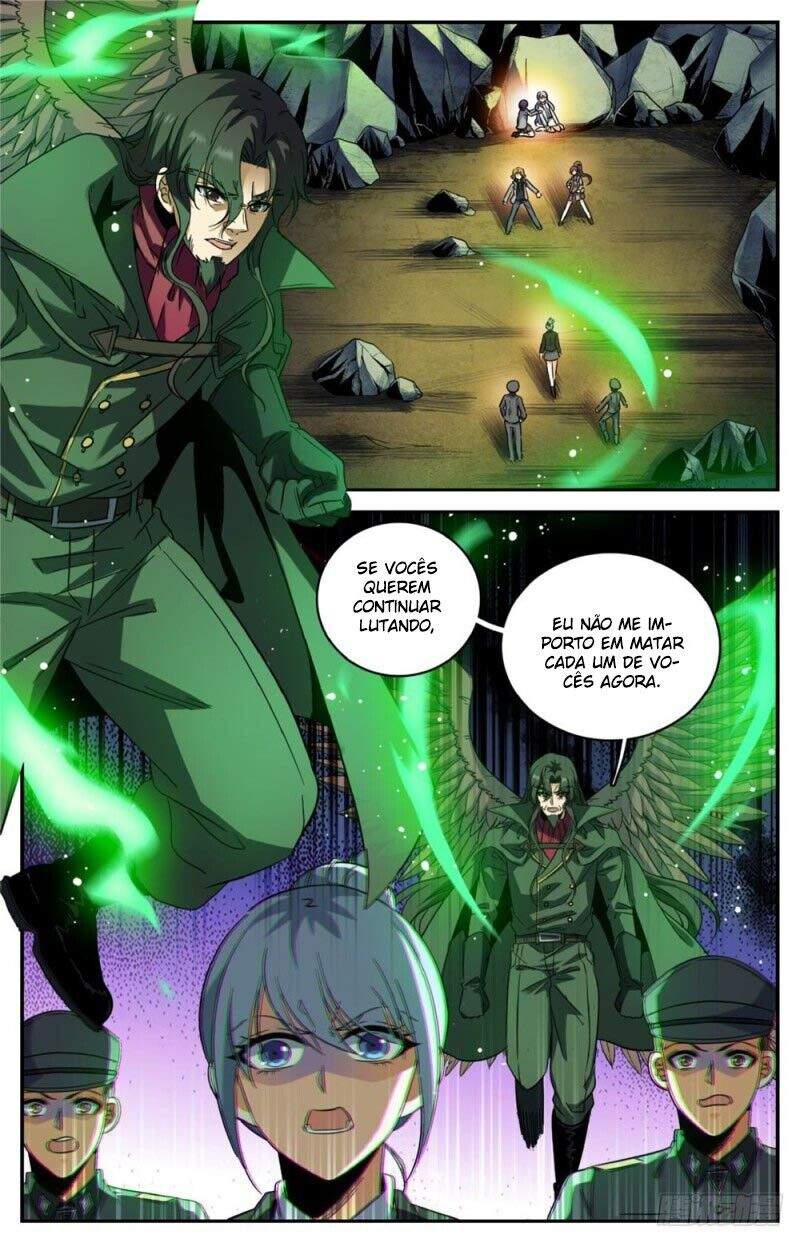 SE VOCÊS
QUEREM
CONTINUAR
LUTANDO,
EU NÃO ME IM-
PORTO EM MATAR
CADA UM DE VO-
CÊS AGORA.